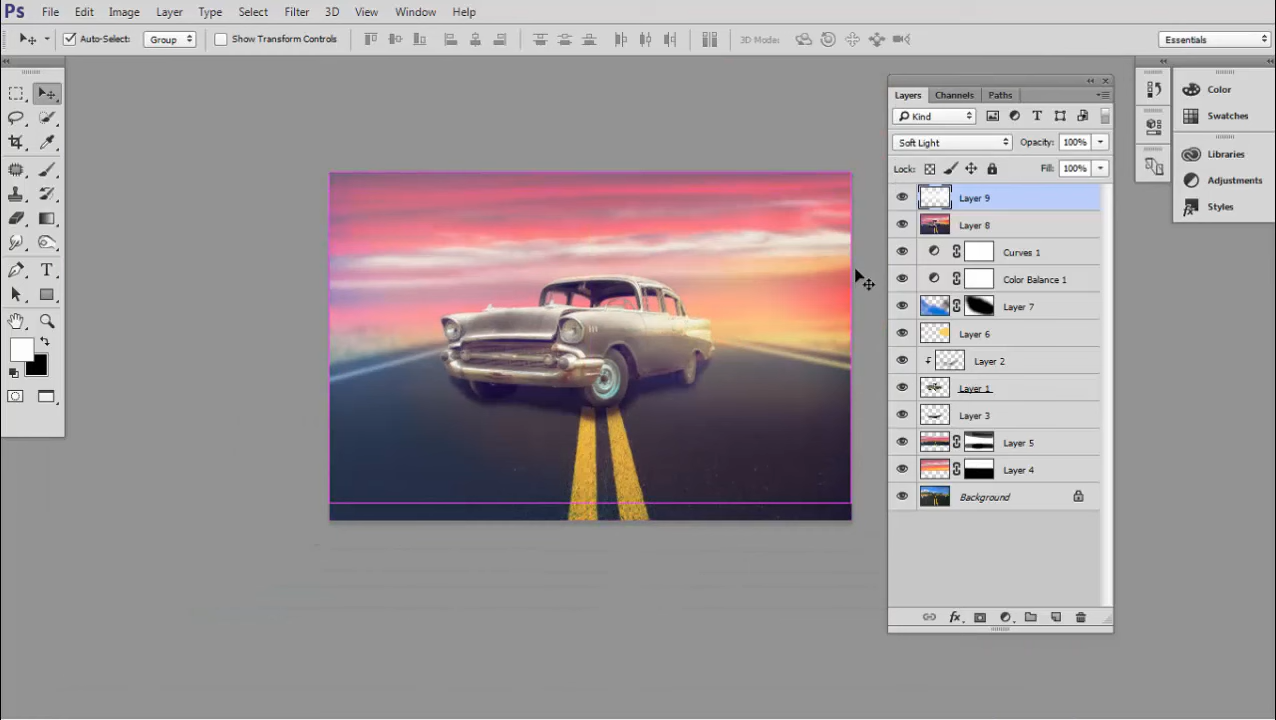 Ps File Edit Image Layer Type Select Filter 3D View Window Help
Auto-Select: Group Show Transform Controls 3D Mode: Essentials
Layers Channels Paths
Color
Kind
Swatches
Soft Light Opacity: 100%
Libraries
Lock: Fill: 100%
Adjustments
Layer 9
Styles
Layer 8
Curves 1
Color Balance 1
Layer 7
Layer 6
Layer 2
Layer 1
Layer 3
Layer 5
Layer 4
Background